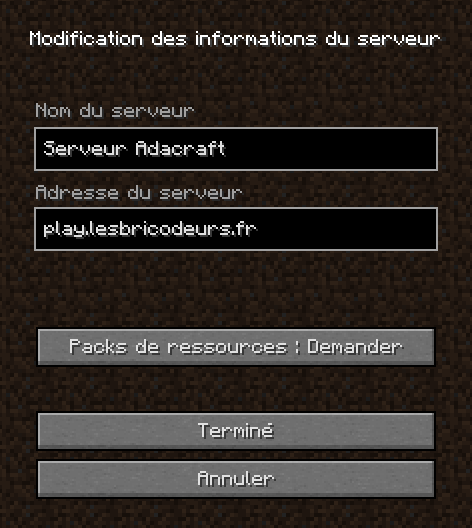 Modification des informations du serveur
Nom du serveur
Serveur Adacraft
Adresse du serveur
play.lesbricodeurs.fr
Packs de ressources : Demander
Terminé
Annuler